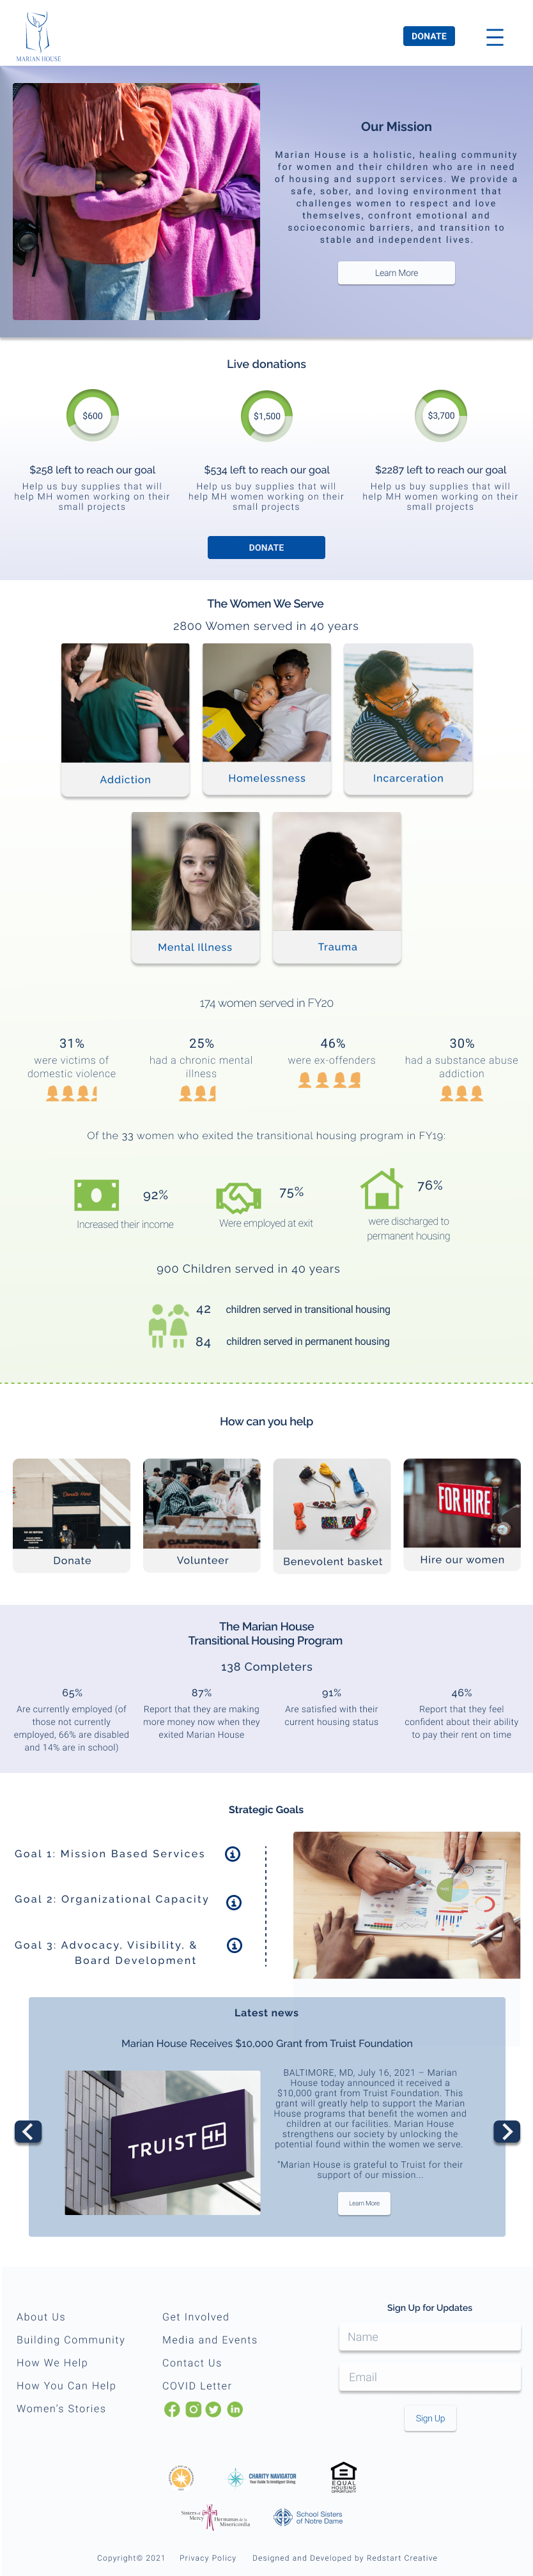 MARIAN HOUSE
DONATE
Our Mission
Marian House is a holistic, healing community
for women and their children who are in need
of housing and support services. We provide a
safe, sober, and loving environment that
challenges women to respect and love
themselves, confront emotional and
socioeconomic barriers, and transition to
stable and independent lives.
Learn More
Live donations
$600
$1,500
$3,700
$258 left to reach our goal
Help us buy supplies that will
help MH women working on their
small projects
$534 left to reach our goal
Help us buy supplies that will
help MH women working on their
small projects
$2287 left to reach our goal
Help us buy supplies that will
help MH women working on their
small projects
DONATE
The Women We Serve
2800 Women served in 40 years
Addiction
Homelessness
Incarceration
Mental Illness
Trauma
174 women served in FY20
31%
were victims of
domestic violence
25%
had a chronic mental
illness
46%
were ex-offenders
30%
had a substance abuse
addiction
Of the 33 women who exited the transitional housing program in FY19:
92%
Increased their income
75%
Were employed at exit
76%
were discharged to
permanent housing
900 Children served in 40 years
42 children served in transitional housing
84 children served in permanent housing
How can you help
Donate Here
CALIFORNIA
FOR HIRE
Donate
Volunteer
Benevolent basket
Hire our women
The Marian House
Transitional Housing Program
138 Completers
65%
Are currently employed (of
those not currently
employed, 66% are disabled
and 14% are in school)
87%
Report that they are making
more money now when they
exited Marian House
91%
Are satisfied with their
current housing status
46%
Report that they feel
confident about their ability
to pay their rent on time
Strategic Goals
Goal 1: Mission Based Services
Goal 2: Organizational Capacity
Goal 3: Advocacy, Visibility, &
Board Development
Latest news
Marian House Receives $10,000 Grant from Truist Foundation
TRUIST
BALTIMORE, MD, July 16, 2021 – Marian
House today announced it received a
$10,000 grant from Truist Foundation. This
grant will greatly help to support the Marian
House programs that benefit the women and
children at our facilities. Marian House
strengthens our society by unlocking the
potential found within the women we serve.
"Marian House is grateful to Truist for their
support of our mission...
Learn More
About Us
Building Community
How We Help
How You Can Help
Women's Stories
Get Involved
Media and Events
Contact Us
COVID Letter
Sign Up for Updates
Name
Email
Sign Up
CHARITY NAVIGATOR
Your Guide To Intelligent Giving
EQUAL HOUSING
OPPORTUNITY
Sisters of Mercy
Hermanas de la Misericordia
School Sisters
of Notre Dame
Copyright© 2021 Privacy Policy Designed and Developed by Redstart Creative